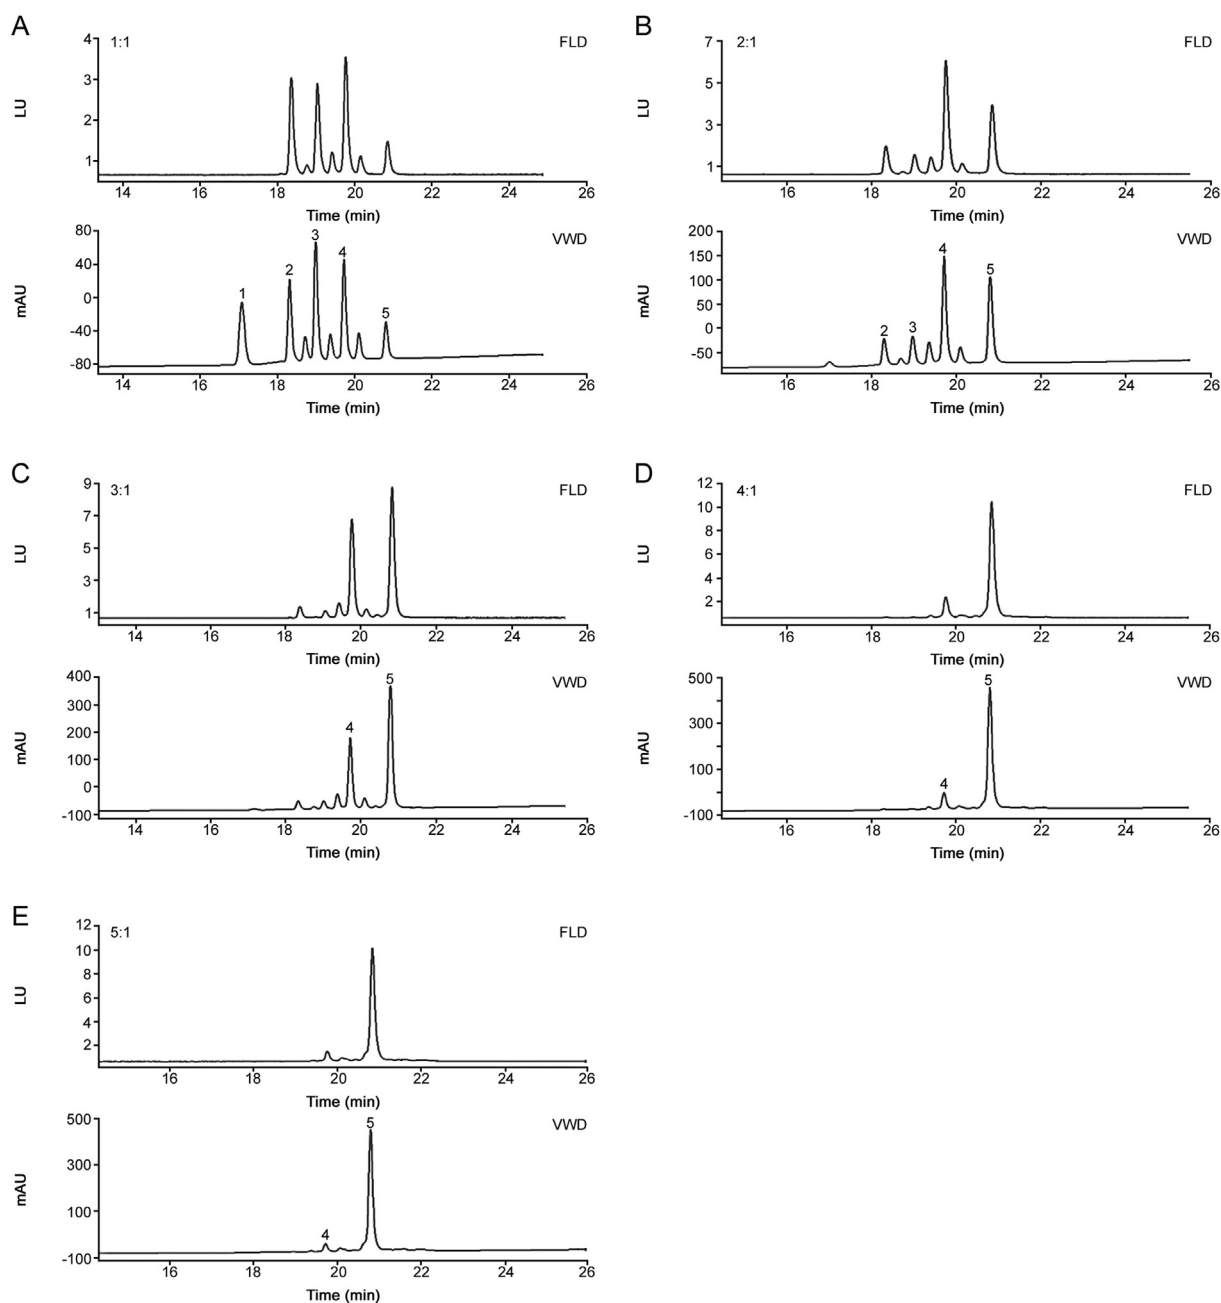 A
B
1:1
FLD
2:1
FLD
LU
4
3
2
1
14 16 18 20 22 24 26
Time (min)
LU
7
5
3
1
16 18 20 22 24 26
Time (min)
VWD
mAU
80
40
0
-40
-80
1 2 3 4 5
14 16 18 20 22 24 26
Time (min)
VWD
mAU
200
150
100
50
0
-50
2 3 4 5
16 18 20 22 24 26
Time (min)
C
D
3:1
FLD
4:1
FLD
LU
9
7
5
3
1
14 16 18 20 22 24 26
Time (min)
LU
12
10
8
6
4
2
16 18 20 22 24 26
Time (min)
VWD
mAU
400
300
200
100
0
-100
4 5
14 16 18 20 22 24 26
Time (min)
VWD
mAU
500
300
100
-100
4 5
16 18 20 22 24 26
Time (min)
E
5:1
FLD
LU
12
10
8
6
4
2
16 18 20 22 24 26
Time (min)
VWD
mAU
500
300
100
-100
4 5
16 18 20 22 24 26
Time (min)